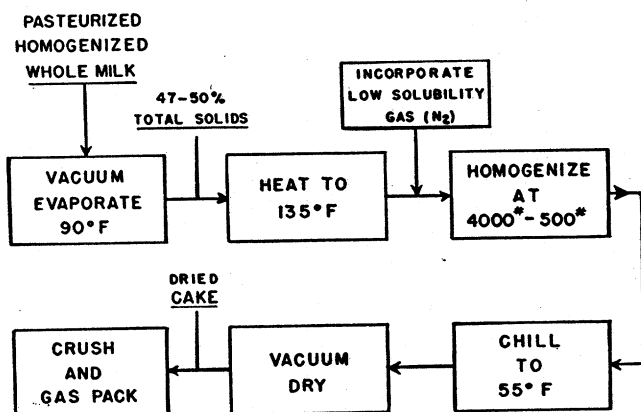 PASTEURIZED
HOMOGENIZED
WHOLE MILK
47-50%
TOTAL SOLIDS
INCORPORATE
LOW SOLUBILITY
GAS (N₂)
VACUUM
EVAPORATE
90°F
HEAT TO
135°F
HOMOGENIZE
AT
4000#-500#
DRIED
CAKE
CRUSH
AND
GAS PACK
VACUUM
DRY
CHILL
TO
55°F